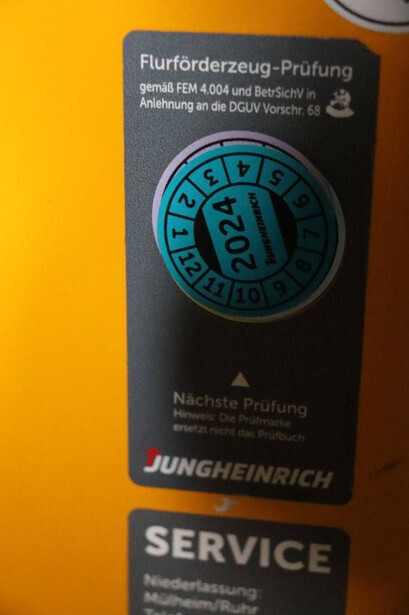 Flurförderzeug-Prüfung
gemäß FEM 4.004 und BetrSichV in
Anlehnung an die DGUV Vorschr. 68
1 2 3 4 5 6 7 8 9 10 11 12
2024
JUNGHEINRICH
Nächste Prüfung
Hinweis: Die Prüfmarke
ersetzt nicht das Prüfbuch
JUNGHEINRICH
SERVICE
Niederlassung:
Mülheim/Ruhr